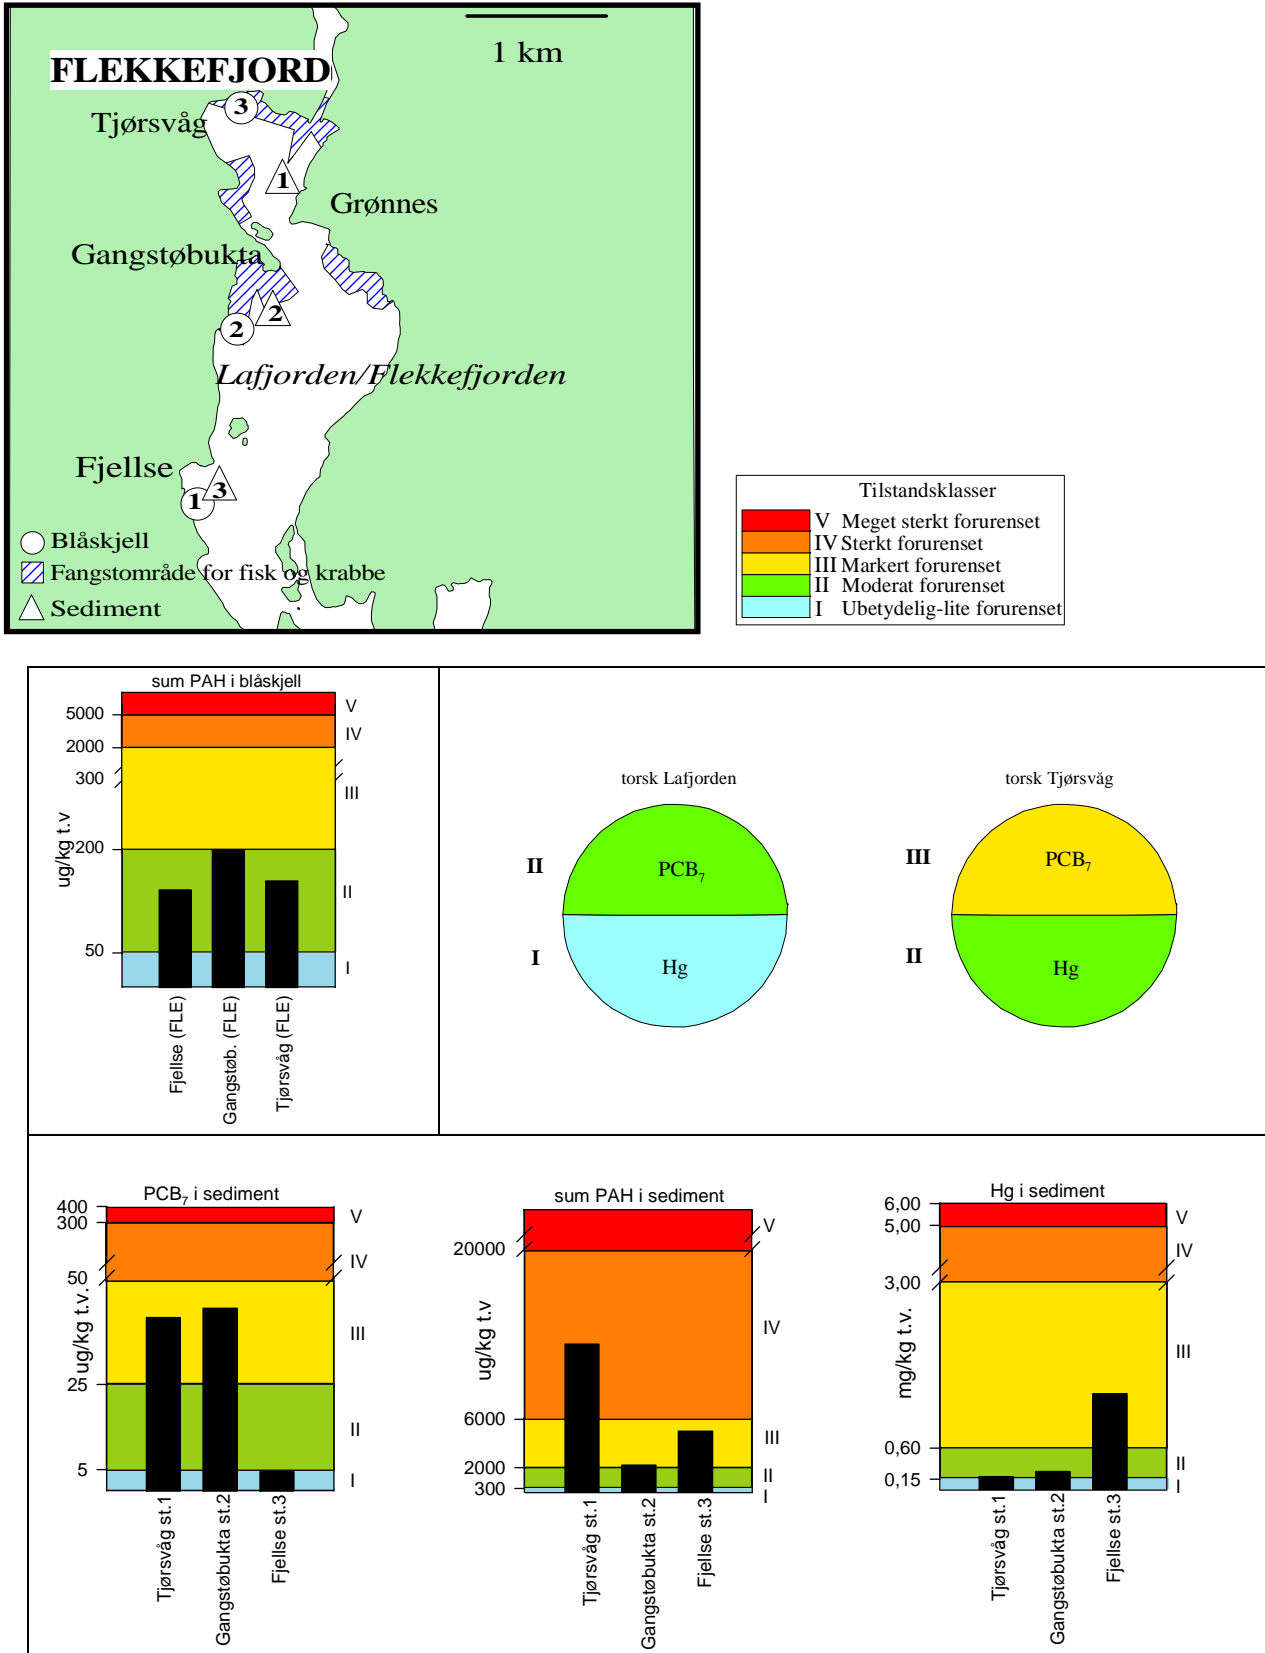 FLEKKEFJORD
1 km
Tjørsvåg
3
1
Grønnes
Gangstøbukta
2
2
Lafjorden/Flekkefjorden
Fjellse
3
1
Blåskjell
Fangstområde for fisk og krabbe
Sediment
Tilstandsklasser
V Meget sterkt forurenset
IV Sterkt forurenset
III Markert forurenset
II Moderat forurenset
I Ubetydelig-lite forurenset
sum PAH i blåskjell
5000
2000
300
200
50
ug/kg t.v
V
IV
III
II
I
Fjellse (FLE)
Gangstøb. (FLE)
Tjørsvåg (FLE)
torsk Lafjorden
II
PCB7
I
Hg
torsk Tjørsvåg
III
PCB7
II
Hg
PCB7 i sediment
400
300
50
25
5
ug/kg t.v.
V
IV
III
II
I
Tjørsvåg st.1
Gangstøbukta st.2
Fjellse st.3
sum PAH i sediment
20000
6000
2000
300
ug/kg t.v
V
IV
III
II
I
Tjørsvåg st.1
Gangstøbukta st.2
Fjellse st.3
Hg i sediment
6,00
5,00
3,00
0,60
0,15
mg/kg t.v.
V
IV
III
II
I
Tjørsvåg st.1
Gangstøbukta st.2
Fjellse st.3